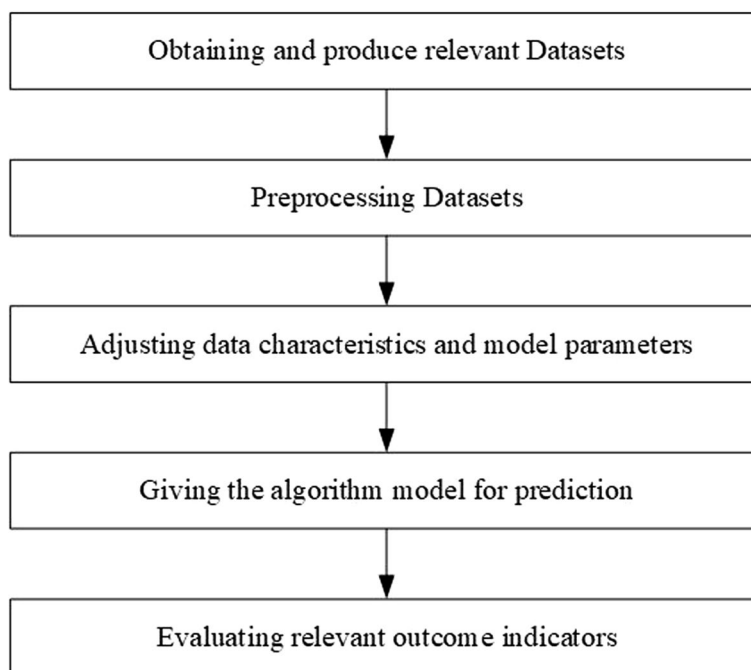 Obtaining and produce relevant Datasets
Preprocessing Datasets
Adjusting data characteristics and model parameters
Giving the algorithm model for prediction
Evaluating relevant outcome indicators